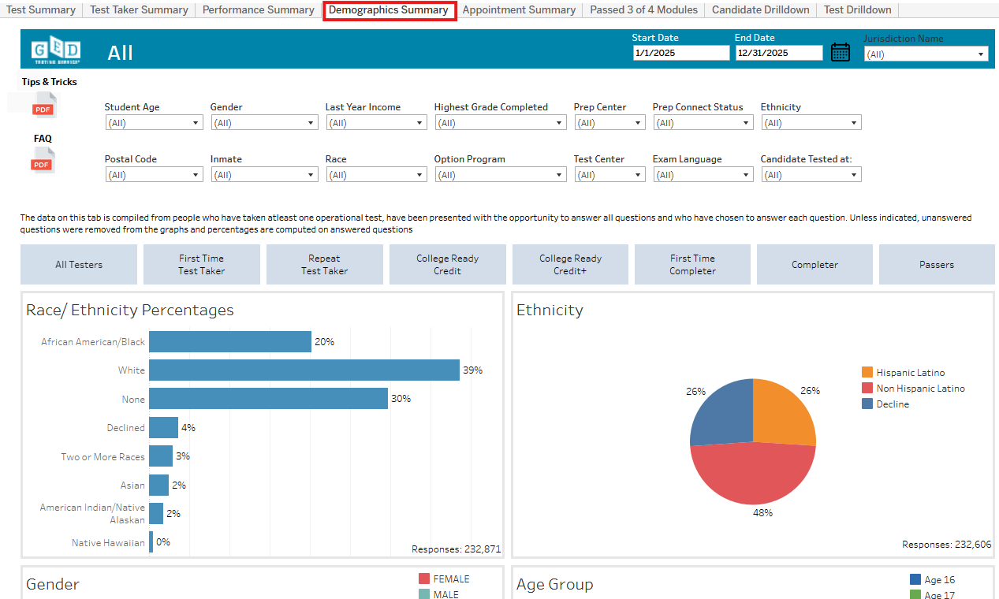 Test Summary Test Taker Summary Performance Summary Demographics Summary Appointment Summary Passed 3 of 4 Modules Candidate Drilldown Test Drilldown
GED
TESTING SERVICE
All
Start Date
1/1/2025
End Date
12/31/2025
Jurisdiction Name
(All)
Tips & Tricks
PDF
FAQ
PDF
Student Age Gender Last Year Income Highest Grade Completed Prep Center Prep Connect Status Ethnicity
(All) (All) (All) (All) (All) (All) (All)
Postal Code Inmate Race Option Program Test Center Exam Language Candidate Tested at:
(All) (All) (All) (All) (All) (All) (All)
The data on this tab is compiled from people who have taken atleast one operational test, have been presented with the opportunity to answer all questions and who have chosen to answer each question. Unless indicated, unanswered
questions were removed from the graphs and percentages are computed on answered questions
All Testers
First Time
Test Taker
Repeat
Test Taker
College Ready
Credit
College Ready
Credit+
First Time
Completer
Completer
Passers
Race/ Ethnicity Percentages
African American/Black 20%
White 39%
None 30%
Declined 4%
Two or More Races 3%
Asian 2%
American Indian/Native
Alaskan 2%
Native Hawaiian 0%
Responses: 232,871
Ethnicity
26%
26%
48%
Hispanic Latino
Non Hispanic Latino
Decline
Responses: 232,606
Gender
FEMALE
MALE
Age Group
Age 16
Age 17